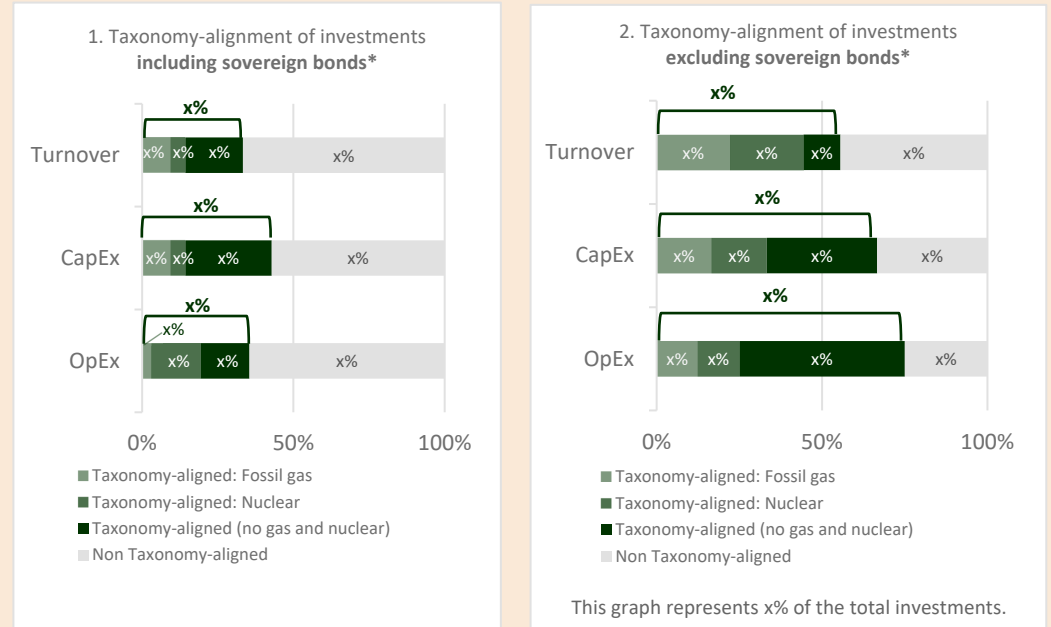 1. Taxonomy-alignment of investments
including sovereign bonds*
x%
Turnover
x%
x%
x%
x%
x%
CapEx
x%
x%
x%
x%
x%
x%
OpEx
x%
x%
x%
0%
50%
100%
Taxonomy-aligned: Fossil gas
Taxonomy-aligned: Nuclear
Taxonomy-aligned (no gas and nuclear)
Non Taxonomy-aligned
2. Taxonomy-alignment of investments
excluding sovereign bonds*
x%
Turnover
x%
x%
x%
x%
x%
CapEx
x%
x%
x%
x%
x%
OpEx
x%
x%
x%
x%
0%
50%
100%
Taxonomy-aligned: Fossil gas
Taxonomy-aligned: Nuclear
Taxonomy-aligned (no gas and nuclear)
Non Taxonomy-aligned
This graph represents x% of the total investments.